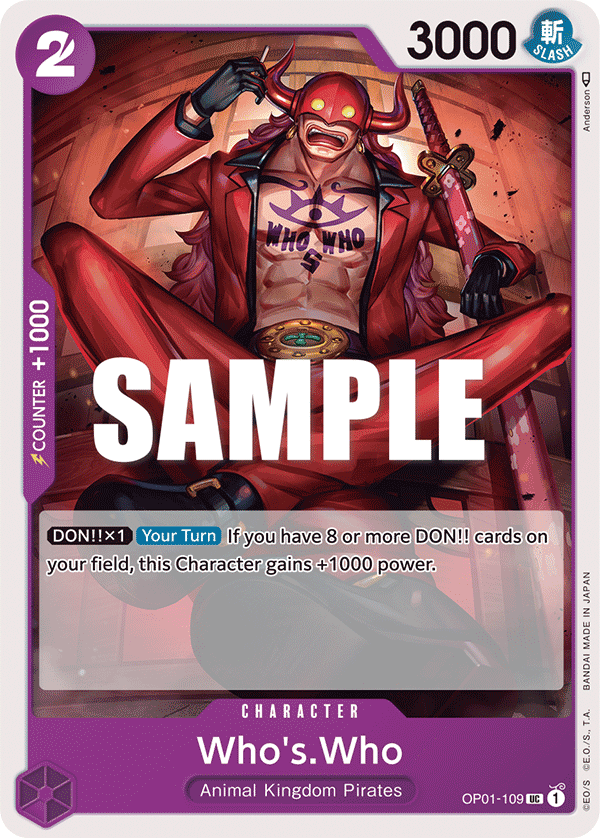 2
3000
斬
SLASH
Anderson
WHO WHO
S
COUNTER +1000
SAMPLE
DON!!×1 Your Turn If you have 8 or more DON!! cards on
your field, this Character gains +1000 power.
CHARACTER
Who's.Who
Animal Kingdom Pirates
OP01-109 UC 1
©EO/S ©E.O./S., T.A. BANDAI MADE IN JAPAN